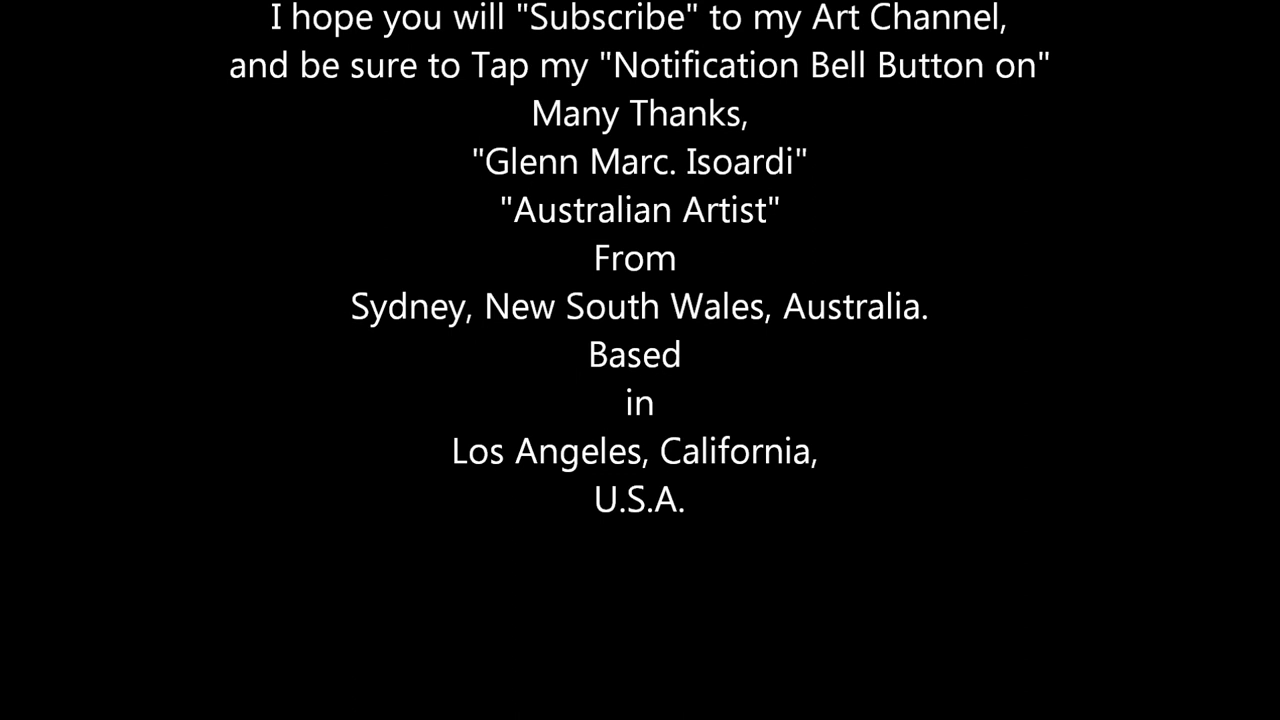 I hope you will "Subscribe" to my Art Channel,
and be sure to Tap my "Notification Bell Button on"
Many Thanks,
"Glenn Marc. Isoardi"
"Australian Artist"
From
Sydney, New South Wales, Australia.
Based
in
Los Angeles, California,
U.S.A.